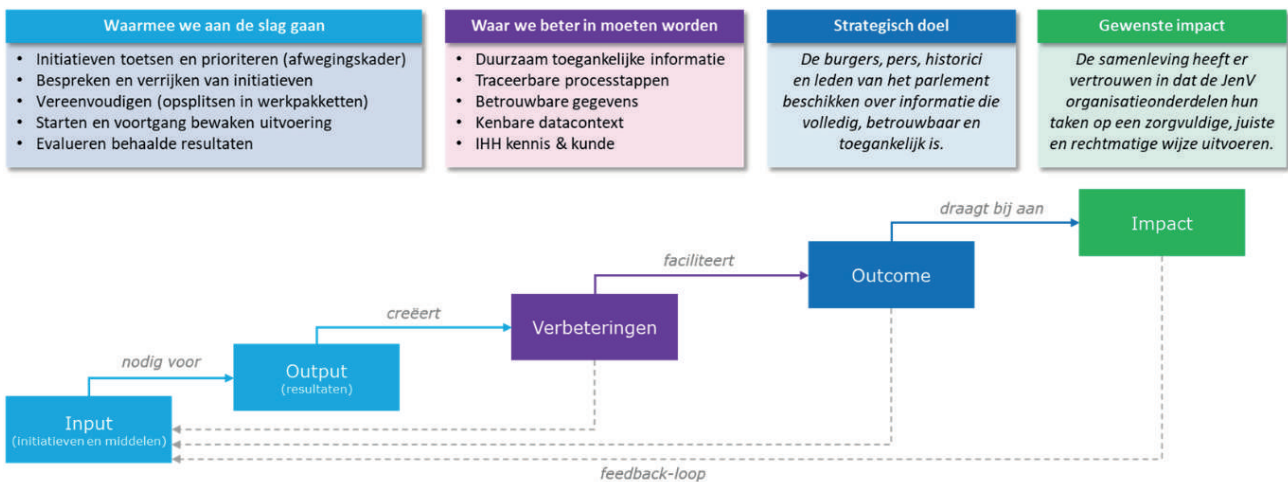 Waarmee we aan de slag gaan
• Initiatieven toetsen en prioriteren (afwegingskader)
• Bespreken en verrijken van initiatieven
• Vereenvoudigen (opsplitsen in werkpakketten)
• Starten en voortgang bewaken uitvoering
• Evalueren behaalde resultaten
Waar we beter in moeten worden
• Duurzaam toegankelijke informatie
• Traceerbare processtappen
• Betrouwbare gegevens
• Kenbare datacontext
• IHH kennis & kunde
Strategisch doel
De burgers, pers, historici
en leden van het parlement
beschikken over informatie die
volledig, betrouwbaar en
toegankelijk is.
Gewenste impact
De samenleving heeft er
vertrouwen in dat de JenV
organisatieonderdelen hun
taken op een zorgvuldige, juiste
en rechtmatige wijze uitvoeren.
draagt bij aan
Impact
faciliteert
Outcome
creëert
Verbeteringen
nodig voor
Output
(resultaten)
Input
(initiatieven en middelen)
feedback-loop